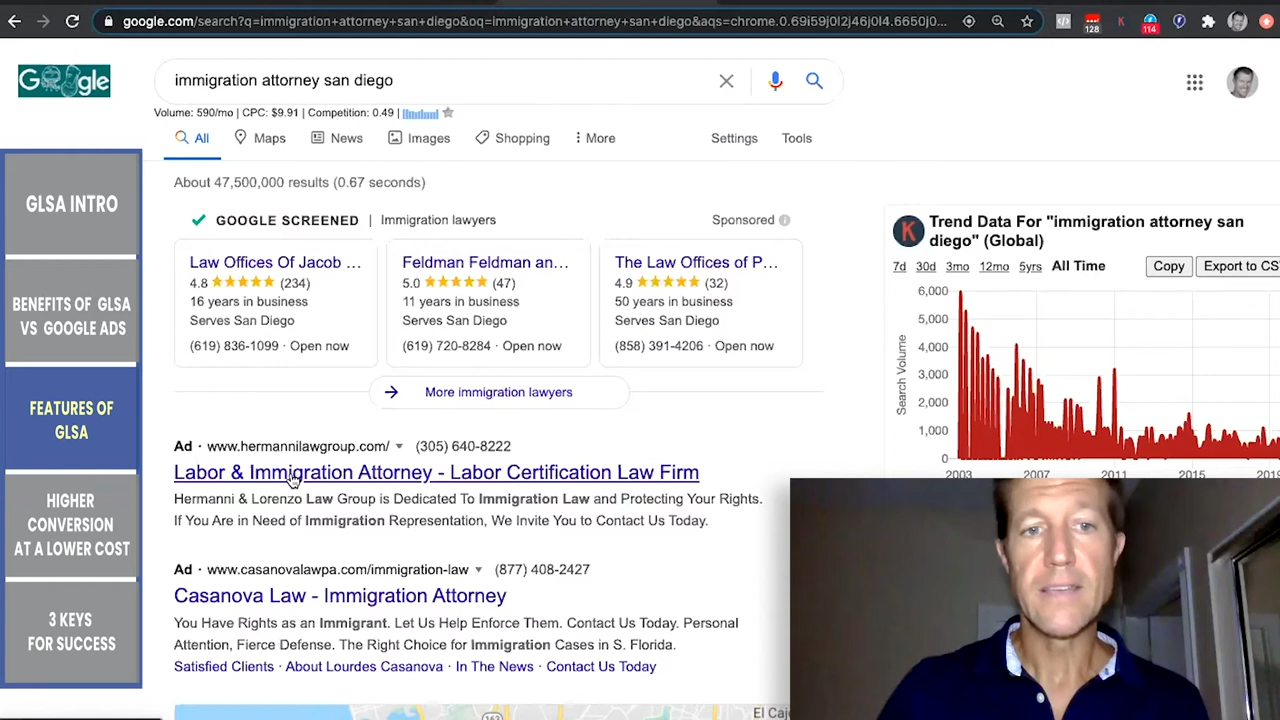 google.com/search?q=immigration+attorney+san+diego&oq=immigration+attorney+san+diego&aqs=chrome.0.69i59j0l2j46j0l4.6650j0...
128
K
114
Google
immigration attorney san diego
Volume: 590/mo | CPC: $9.91 | Competition: 0.49 |
All
Maps
News
Images
Shopping
More
Settings
Tools
About 47,500,000 results (0.67 seconds)
GOOGLE SCREENED | Immigration lawyers
Sponsored
Law Offices Of Jacob ...
4.8 (234)
16 years in business
Serves San Diego
(619) 836-1099 · Open now
Feldman Feldman an...
5.0 (47)
11 years in business
Serves San Diego
(619) 720-8284 · Open now
The Law Offices of P...
4.9 (32)
50 years in business
Serves San Diego
(858) 391-4206 · Open now
More immigration lawyers
Ad · www.hermannilawgroup.com/ (305) 640-8222
Labor & Immigration Attorney - Labor Certification Law Firm
Hermanni & Lorenzo Law Group is Dedicated To Immigration Law and Protecting Your Rights.
If You Are in Need of Immigration Representation, We Invite You to Contact Us Today.
Ad · www.casanovalawpa.com/immigration-law (877) 408-2427
Casanova Law - Immigration Attorney
You Have Rights as an Immigrant. Let Us Help Enforce Them. Contact Us Today. Personal
Attention, Fierce Defense. The Right Choice for Immigration Cases in S. Florida.
Satisfied Clients · About Lourdes Casanova · In The News · Contact Us Today
163
El Caj
GLSA INTRO
BENEFITS OF GLSA
VS GOOGLE ADS
FEATURES OF
GLSA
HIGHER
CONVERSION
AT A LOWER COST
3 KEYS
FOR SUCCESS
K
Trend Data For "immigration attorney san
diego" (Global)
7d 30d 3mo 12mo 5yrs All Time
Copy
Export to CS
Search Volume
6,000
5,000
4,000
3,000
2,000
1,000
0
2003
2007
2011
2015
2019